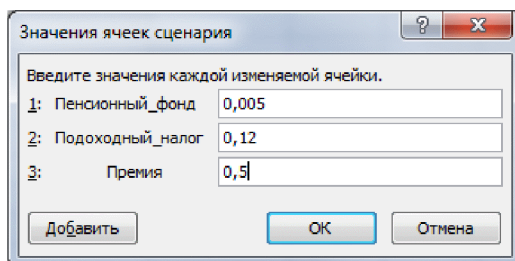 Значения ячеек сценария
Введите значения каждой изменяемой ячейки.
1: Пенсионный_фонд 0,005
2: Подоходный_налог 0,12
3: Премия 0,5
Добавить ОК Отмена